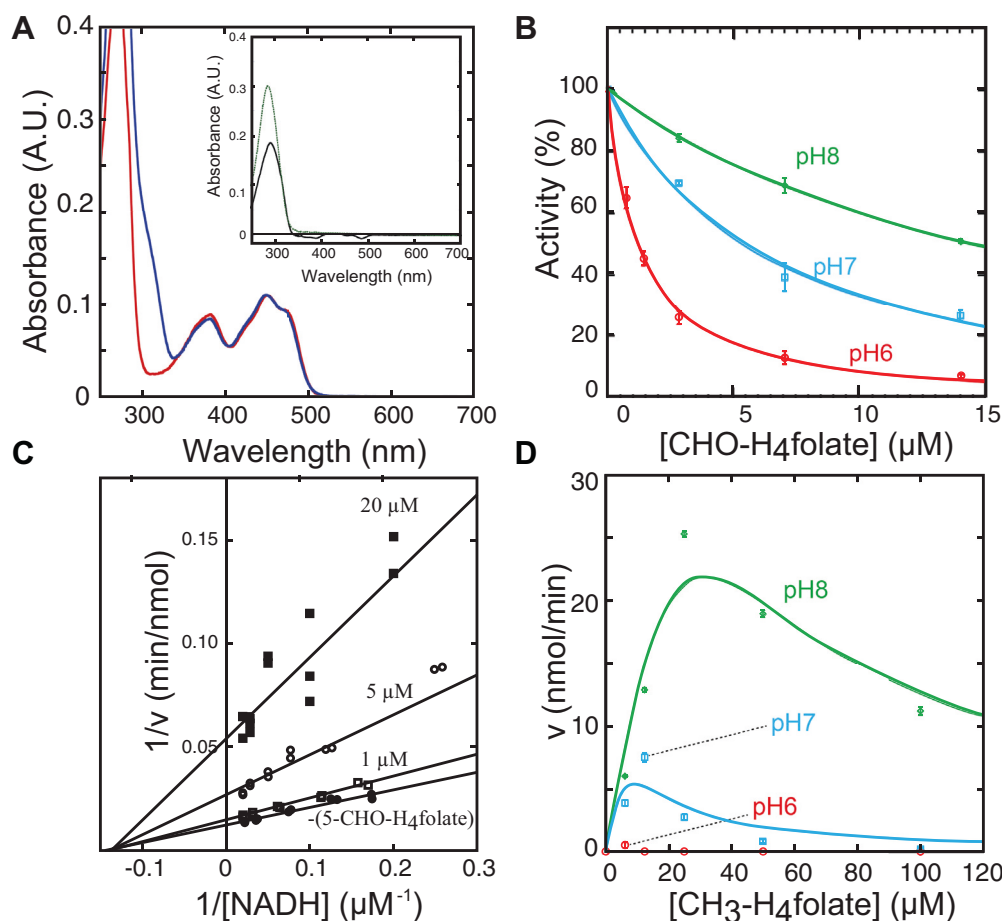 A
Absorbance (A.U.)
0.4
0.3
0.2
0.1
0
300
400
500
600
700
Wavelength (nm)
Absorbance (A.U.)
0.4
0.3
0.2
0.1
0
300
400
500
600
700
Wavelength (nm)
B
Activity (%)
100
80
60
40
20
0
0
5
10
15
pH8
pH7
pH6
[CHO-H4folate] (µM)
C
1/v (min/nmol)
0.15
0.10
0.05
20 µM
5 µM
1 µM
-(5-CHO-H4folate)
-0.1
0
0.1
0.2
0.3
1/[NADH] (µM⁻¹)
D
v (nmol/min)
30
20
10
0
0
20
40
60
80
100
120
pH8
pH7
pH6
[CH3-H4folate] (µM)